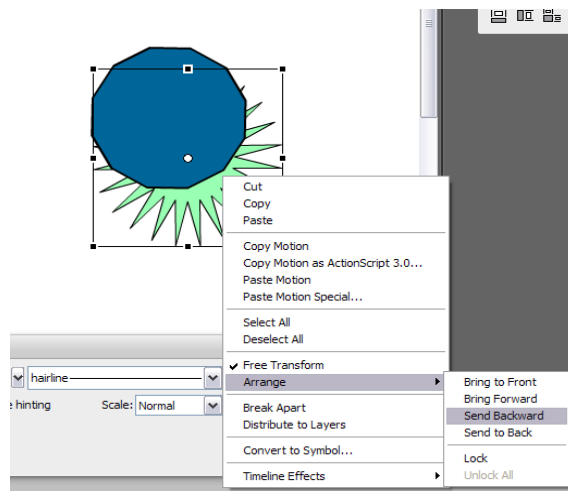 Cut
Copy
Paste
Copy Motion
Copy Motion as ActionScript 3.0...
Paste Motion
Paste Motion Special...
Select All
Deselect All
Free Transform
Arrange
Break Apart
Distribute to Layers
Convert to Symbol...
Timeline Effects
Bring to Front
Bring Forward
Send Backward
Send to Back
Lock
Unlock All
hairline
hinting Scale: Normal